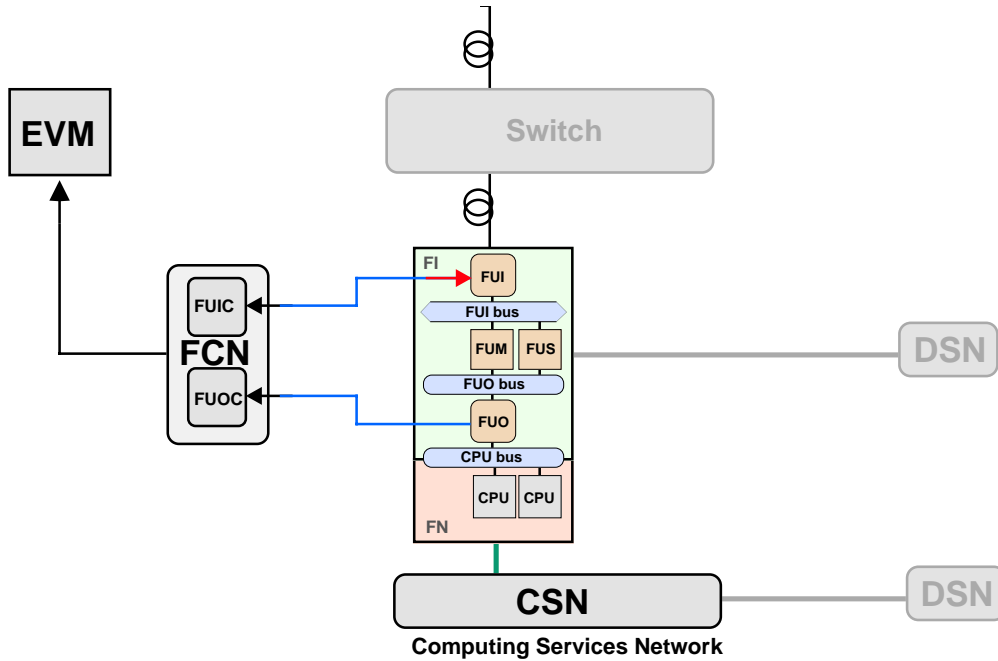 Switch
EVM
FI
FUI
FUIC
FUI bus
FCN
FUM
FUS
DSN
FUO bus
FUOC
FUO
CPU bus
CPU
CPU
FN
CSN
DSN
Computing Services Network